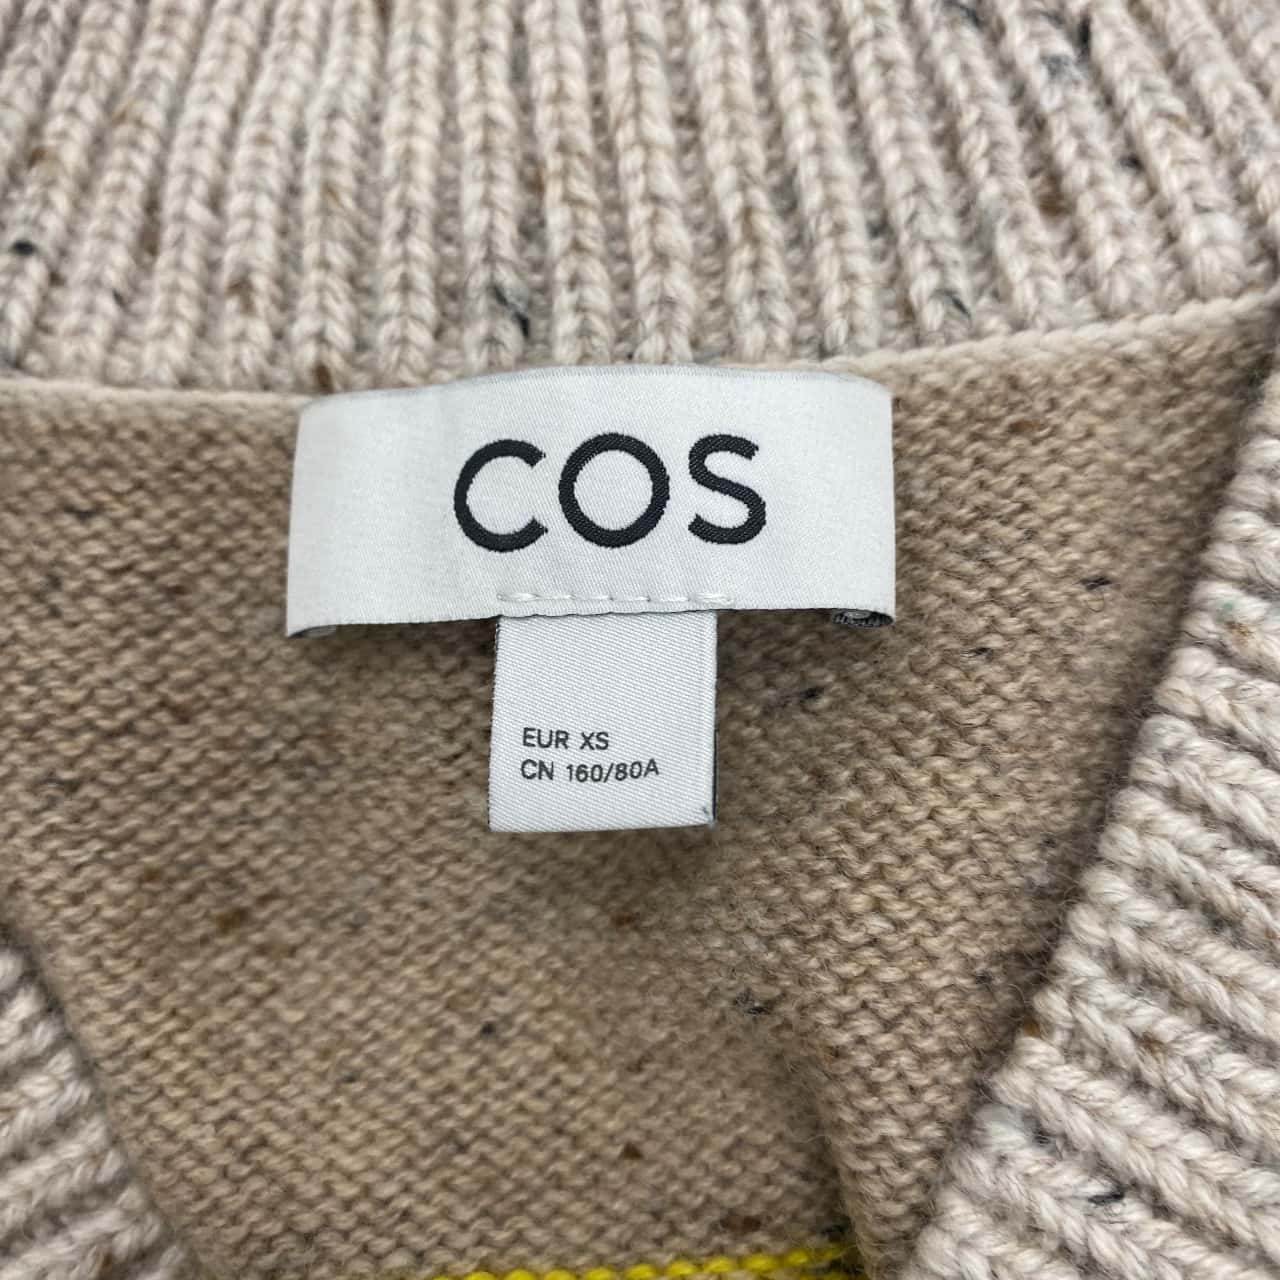 COS
EUR XS
CN 160/80A